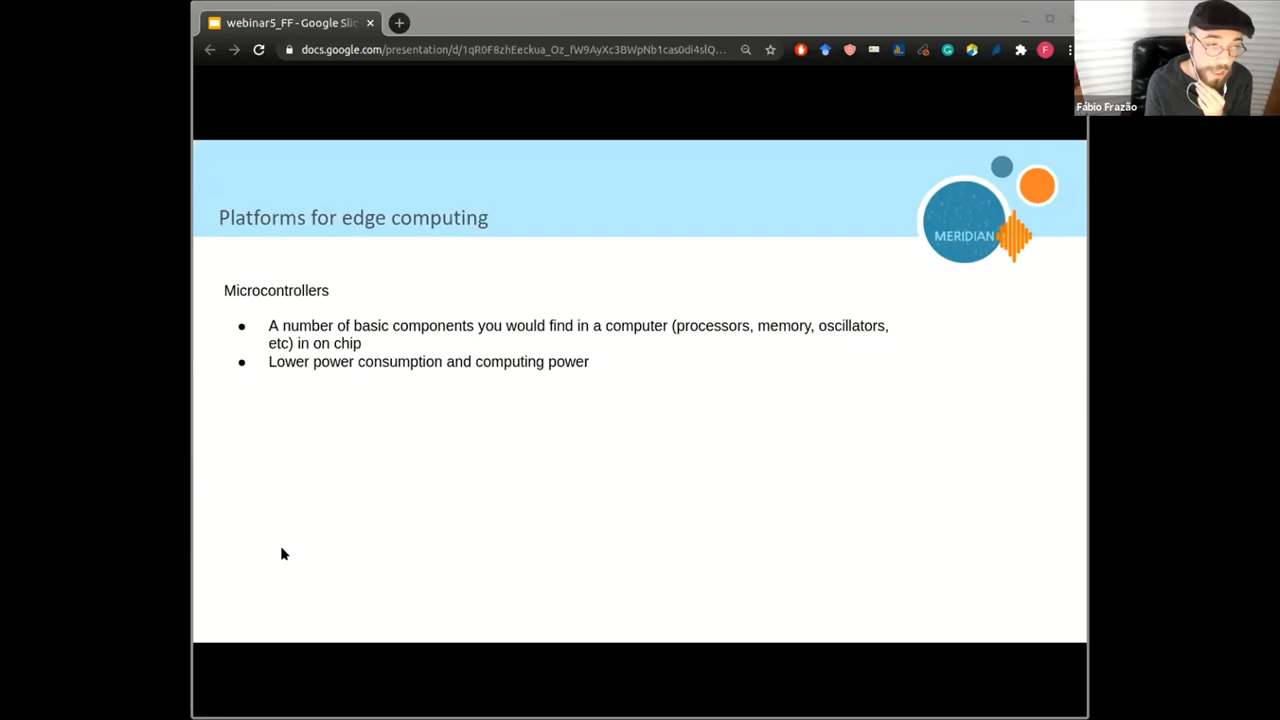 webinar5_FF - Google Slic
docs.google.com/presentation/d/1qR0F8zhEeckua_Oz_fW9AyXc3BWpNb1cas0di4slQ...
Fábio Frazão
Platforms for edge computing
MERIDIAN
Microcontrollers
● A number of basic components you would find in a computer (processors, memory, oscillators,
etc) in on chip
● Lower power consumption and computing power